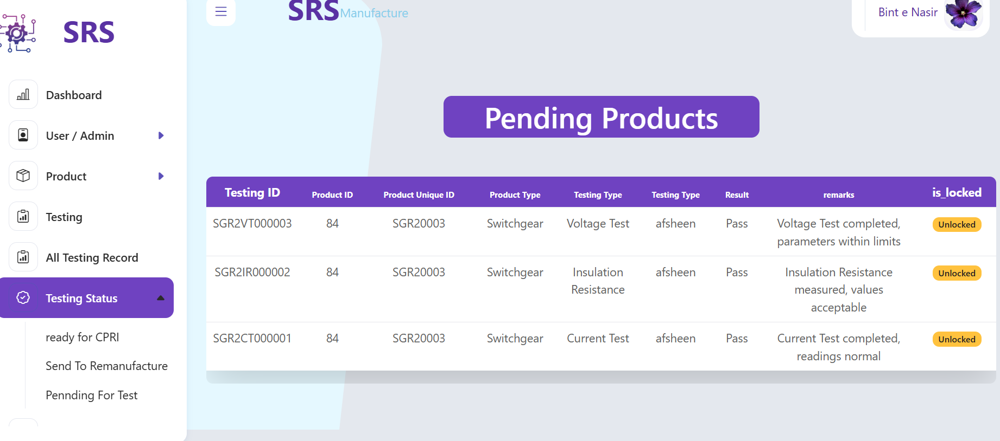 SRS
Dashboard
User / Admin
Product
Testing
All Testing Record
Testing Status
ready for CPRI
Send To Remanufacture
Pennding For Test
SRS Manufacture
Bint e Nasir
Pending Products
Testing ID Product ID Product Unique ID Product Type Testing Type Testing Type Result remarks is_locked
SGR2VT000003 84 SGR20003 Switchgear Voltage Test afsheen Pass Voltage Test completed, Unlocked
parameters within limits
SGR2IR000002 84 SGR20003 Switchgear Insulation afsheen Pass Insulation Resistance Unlocked
Resistance measured, values
acceptable
SGR2CT000001 84 SGR20003 Switchgear Current Test afsheen Pass Current Test completed, Unlocked
readings normal